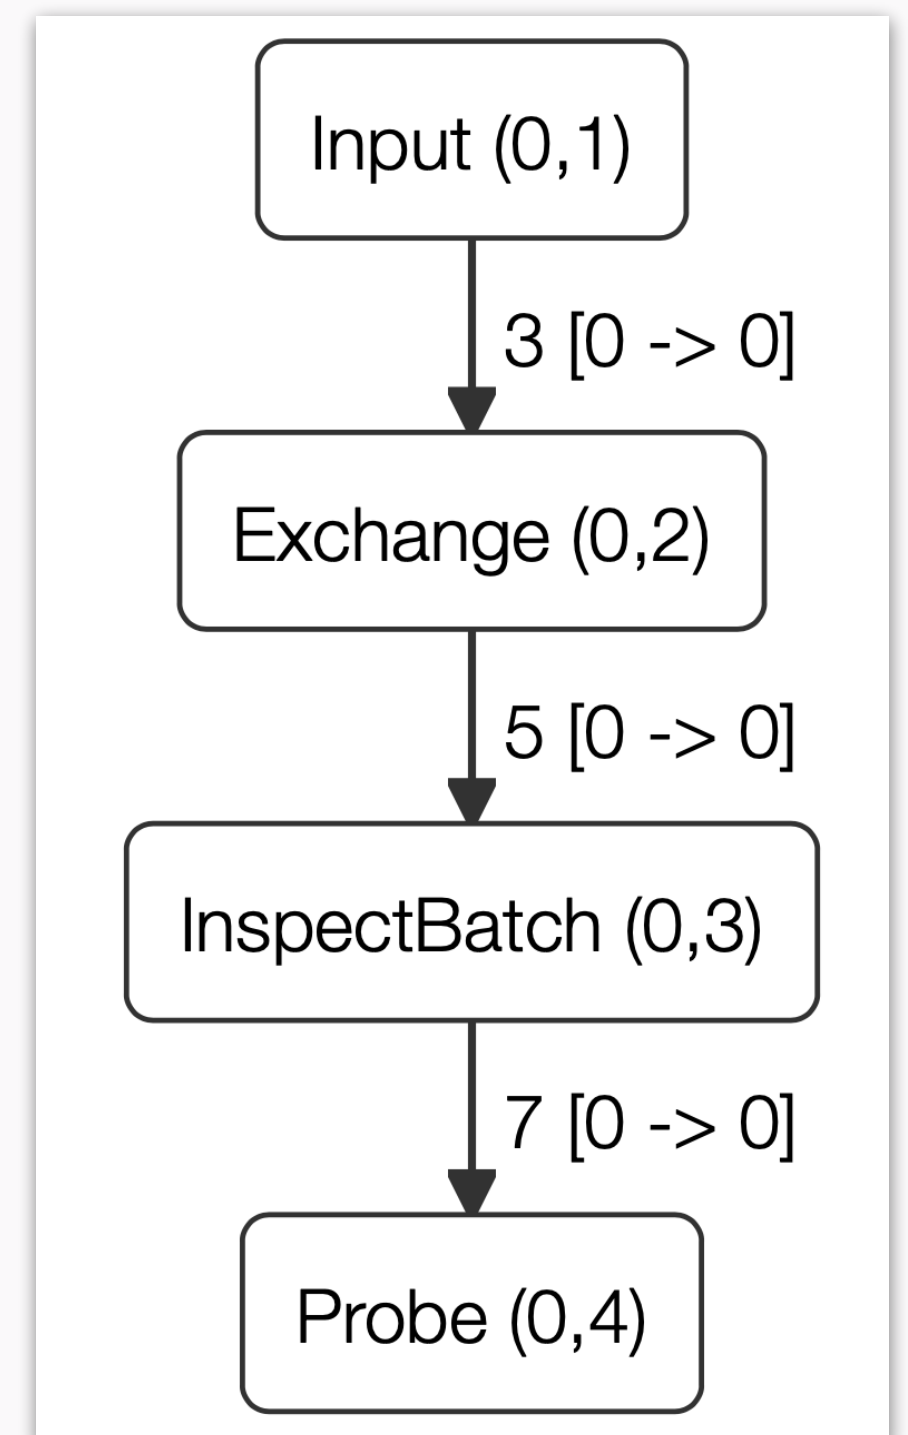 Input (0,1)
3 [0 -> 0]
Exchange (0,2)
5 [0 -> 0]
InspectBatch (0,3)
7 [0 -> 0]
Probe (0,4)